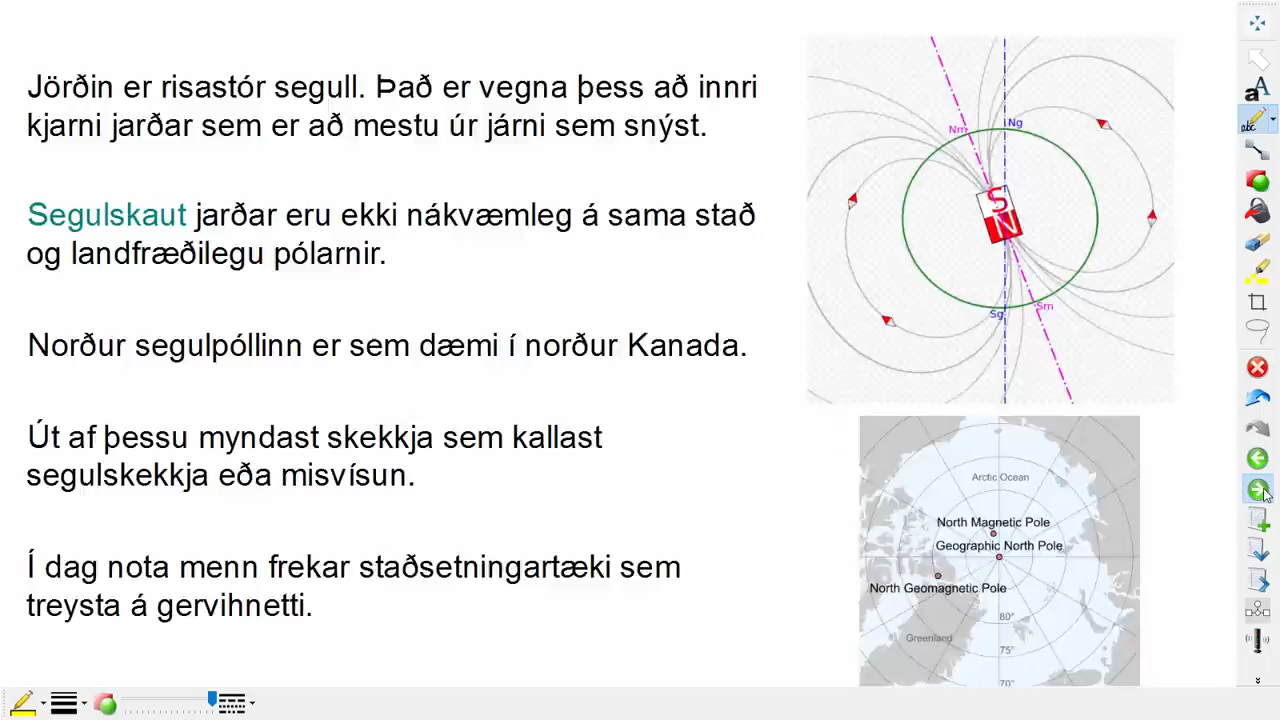 Jörðin er risastór segull. Það er vegna þess að innri
kjarni jarðar sem er að mestu úr járni sem snýst.
Segulskaut jarðar eru ekki nákvæmleg á sama stað
og landfræðilegu pólarnir.
Norður segulpóllinn er sem dæmi í norður Kanada.
Út af þessu myndast skekkja sem kallast
segulskekkja eða misvísun.
Í dag nota menn frekar staðsetningartæki sem
treysta á gervihnetti.
Nm
Ng
S
N
Sg
Sm
Arctic Ocean
North Magnetic Pole
Geographic North Pole
North Geomagnetic Pole
80°
Greenland
75°
70°
aA
abc